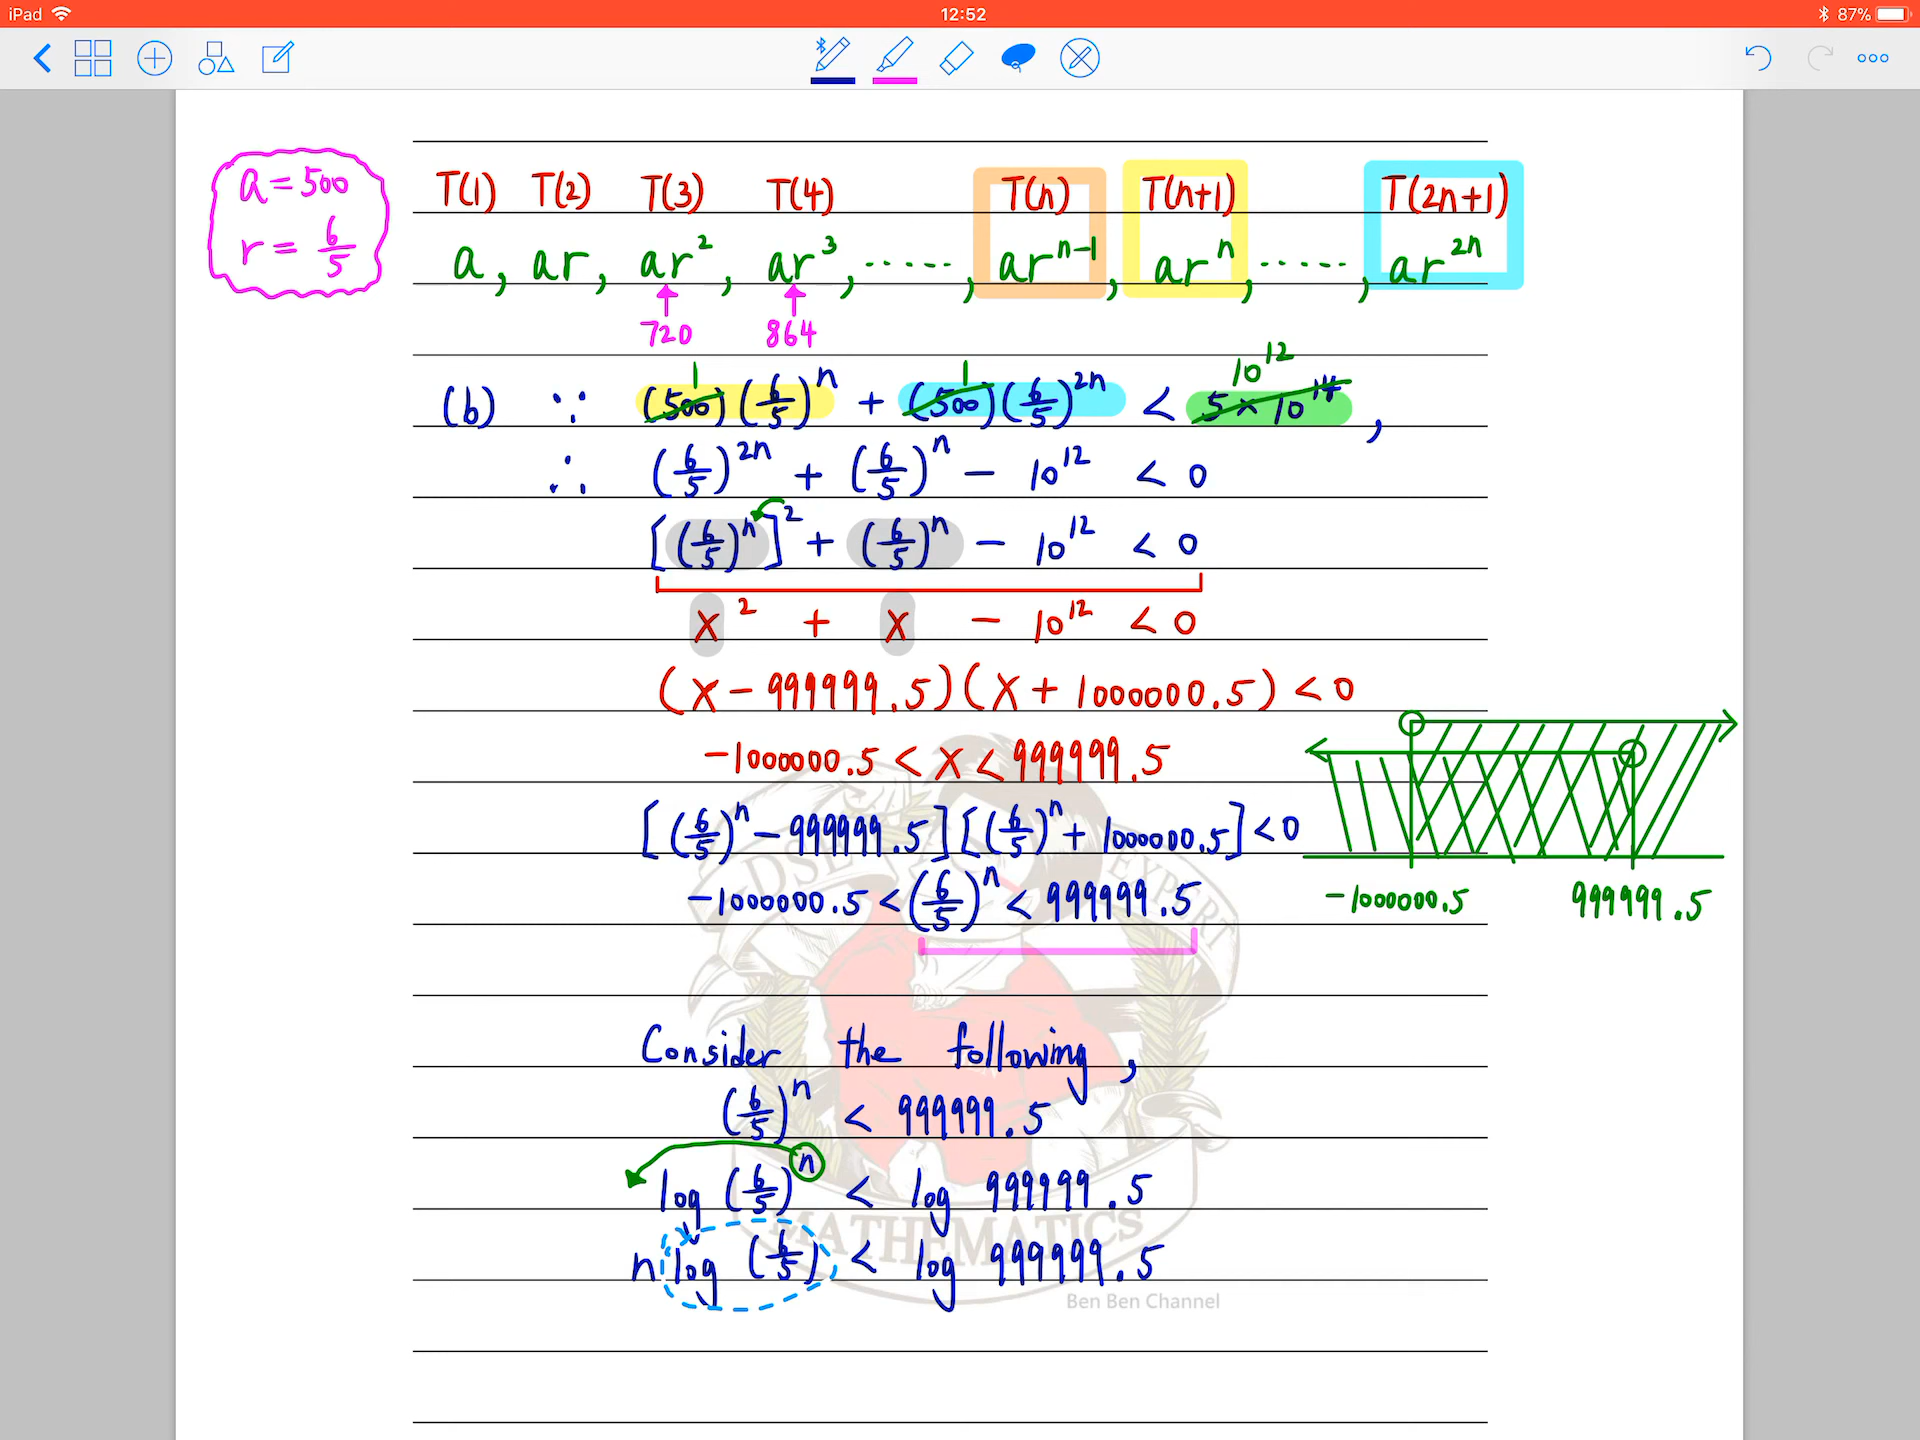 iPad 12:52 87%
a = 500
r = 6/5
T(1) T(2) T(3) T(4) T(n) T(n+1) T(2n+1)
a, ar, ar², ar³, ......, arⁿ⁻¹, arⁿ, ......, ar²ⁿ
720 864
1 1 10¹²
(b) ∵ (500)(6/5)ⁿ + (500)(6/5)²ⁿ < 5 × 10¹⁴,
∴ (6/5)²ⁿ + (6/5)ⁿ − 10¹² < 0
[(6/5)ⁿ]² + (6/5)ⁿ − 10¹² < 0
x² + x − 10¹² < 0
(x − 999999.5)(x + 1000000.5) < 0
−1000000.5 < x < 999999.5
[(6/5)ⁿ − 999999.5][(6/5)ⁿ + 1000000.5] < 0
−1000000.5 < (6/5)ⁿ < 999999.5
−1000000.5 999999.5
DSE EXPERT
Consider the following,
(6/5)ⁿ < 999999.5
log (6/5)ⁿ < log 999999.5
MATHEMATICS
n log (6/5) < log 999999.5
Ben Ben Channel